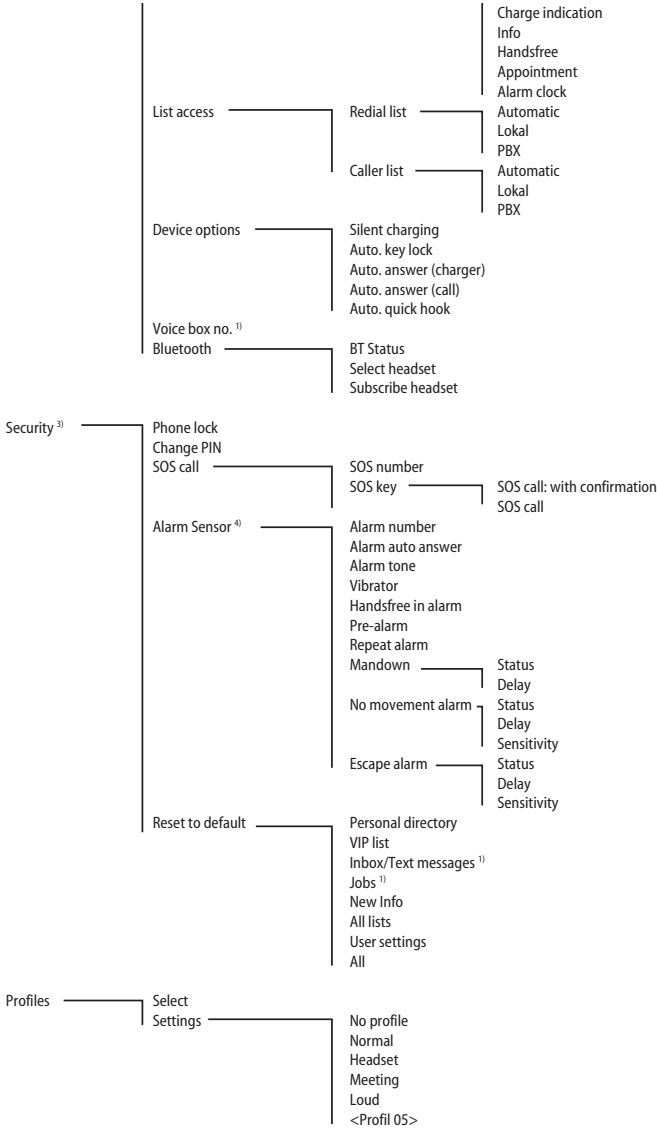 Charge indication
Info
Handsfree
Appointment
Alarm clock
List access Redial list Automatic
Lokal
PBX
Caller list Automatic
Lokal
PBX
Device options Silent charging
Auto. key lock
Auto. answer (charger)
Auto. answer (call)
Auto. quick hook
Voice box no. 1)
Bluetooth BT Status
Select headset
Subscribe headset
Security 3) Phone lock
Change PIN
SOS call SOS number
SOS key SOS call: with confirmation
SOS call
Alarm Sensor 4) Alarm number
Alarm auto answer
Alarm tone
Vibrator
Handsfree in alarm
Pre-alarm
Repeat alarm
Mandown Status
Delay
No movement alarm Status
Delay
Sensitivity
Escape alarm Status
Delay
Sensitivity
Reset to default Personal directory
VIP list
Inbox/Text messages 1)
Jobs 1)
New Info
All lists
User settings
All
Profiles Select
Settings No profile
Normal
Headset
Meeting
Loud
<Profil 05>